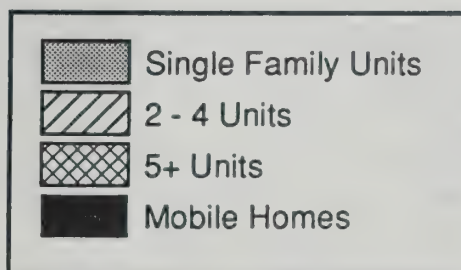 Single Family Units
2 - 4 Units
5+ Units
Mobile Homes